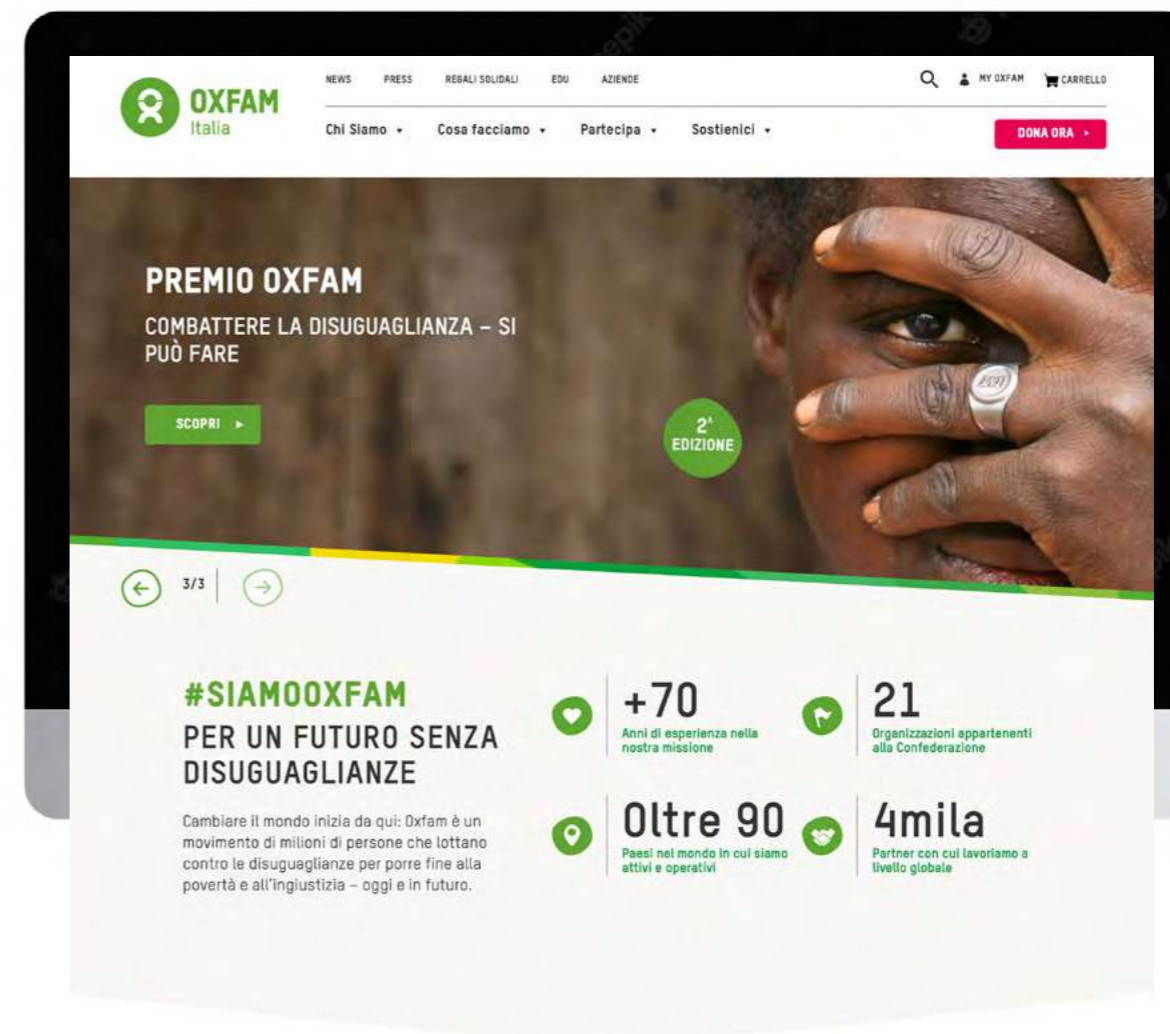 OXFAM
Italia
NEWS PRESS REGALI SOLIDALI EDU AZIENDE
MY OXFAM CARRELLO
Chi Siamo Cosa facciamo Partecipa Sostienici
DONA ORA
PREMIO OXFAM
COMBATTERE LA DISUGUAGLIANZA – SI
PUÒ FARE
SCOPRI
2ª
EDIZIONE
3/3
#SIAMOOXFAM
PER UN FUTURO SENZA
DISUGUAGLIANZE
Cambiare il mondo inizia da qui: Oxfam è un
movimento di milioni di persone che lottano
contro le disuguaglianze per porre fine alla
povertà e all'ingiustizia – oggi e in futuro.
+70
Anni di esperienza nella
nostra missione
21
Organizzazioni appartenenti
alla Confederazione
Oltre 90
Paesi nel mondo in cui siamo
attivi e operativi
4mila
Partner con cui lavoriamo a
livello globale